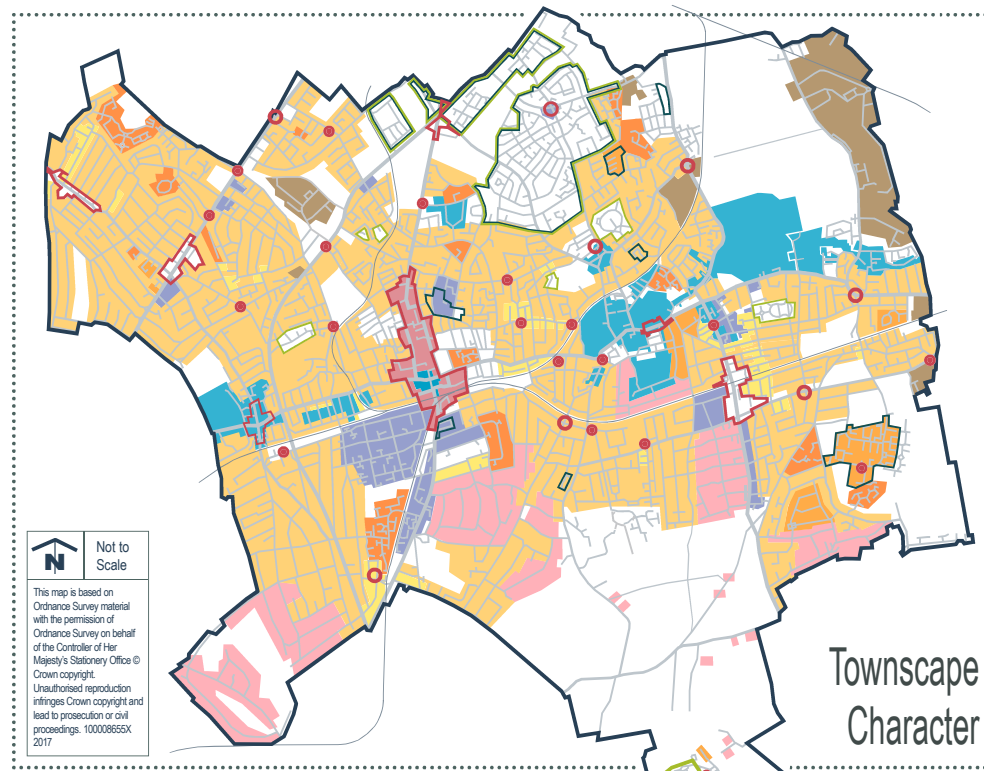 N
Not to
Scale
This map is based on
Ordnance Survey material
with the permission of
Ordnance Survey on behalf
of the Controller of Her
Majesty's Stationery Office ©
Crown copyright.
Unauthorised reproduction
infringes Crown copyright and
lead to prosecution or civil
proceedings. 100008655X
2017
Townscape
Character